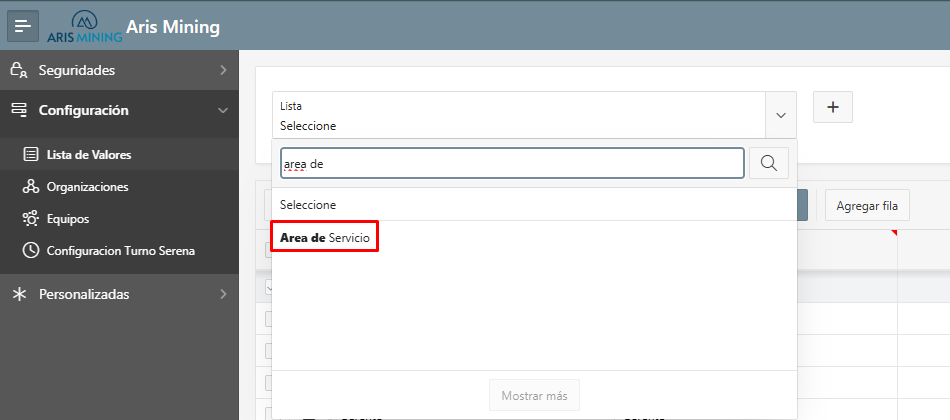 ARIS MINING
Aris Mining
Seguridades
Configuración
Lista de Valores
Organizaciones
Equipos
Configuracion Turno Serena
Personalizadas
Lista
Seleccione
area de
Seleccione
Area de Servicio
Mostrar más
Agregar fila